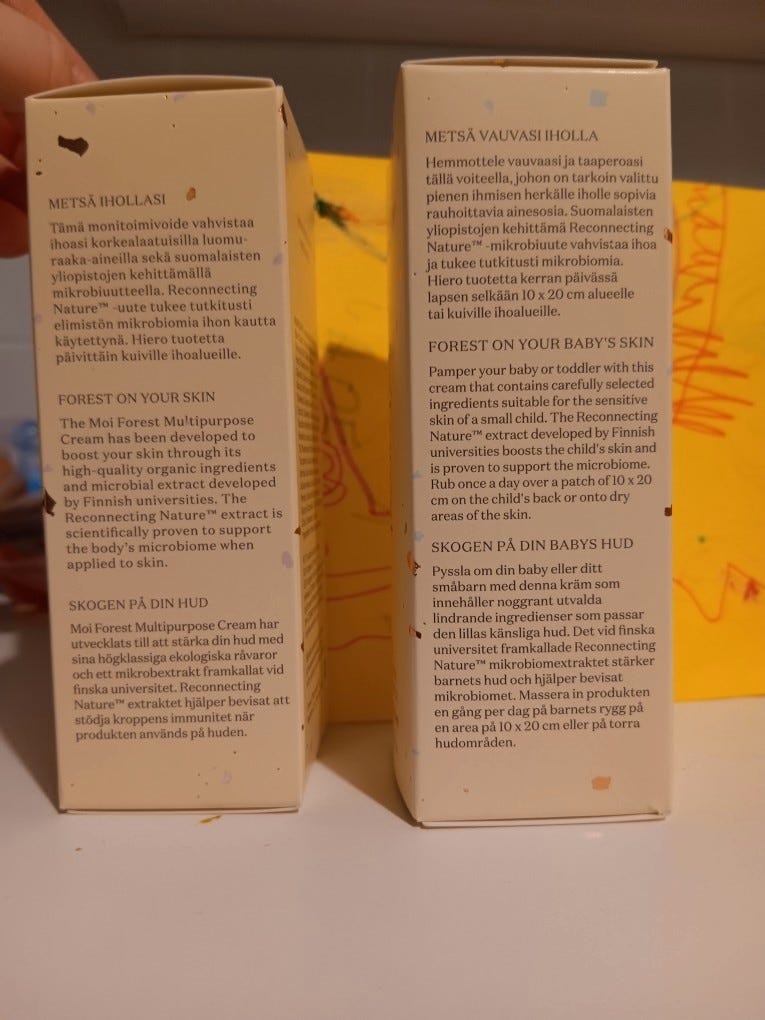 METSÄ IHOLLASI
Tämä monitoimivoide vahvistaa
ihoasi korkealaatuisilla luomu-
raaka-aineilla sekä suomalaisten
yliopistojen kehittämällä
mikrobiuutteella. Reconnecting
Nature™ -uute tukee tutkitusti
elimistön mikrobiomia ihon kautta
käytettynä. Hiero tuotetta
päivittäin kuiville ihoalueille.
FOREST ON YOUR SKIN
The Moi Forest Multipurpose
Cream has been developed to
boost your skin through its
high-quality organic ingredients
and microbial extract developed
by Finnish universities. The
Reconnecting Nature™ extract is
scientifically proven to support
the body's microbiome when
applied to skin.
SKOGEN PÅ DIN HUD
Moi Forest Multipurpose Cream har
utvecklats till att stärka din hud med
sina högklassiga ekologiska råvaror
och ett mikrobextrakt framkallat vid
finska universitet. Reconnecting
Nature™ extraktet hjälper bevisat att
stödja kroppens immunitet när
produkten används på huden.
METSÄ VAUVASI IHOLLA
Hemmottele vauvaasi ja taaperoasi
tällä voiteella, johon on tarkoin valittu
pienen ihmisen herkälle iholle sopivia
rauhoittavia ainesosia. Suomalaisten
yliopistojen kehittämä Reconnecting
Nature™ -mikrobiuute vahvistaa ihoa
ja tukee tutkitusti mikrobiomia.
Hiero tuotetta kerran päivässä
lapsen selkään 10 x 20 cm alueelle
tai kuiville ihoalueille.
FOREST ON YOUR BABY'S SKIN
Pamper your baby or toddler with this
cream that contains carefully selected
ingredients suitable for the sensitive
skin of a small child. The Reconnecting
Nature™ extract developed by Finnish
universities boosts the child's skin and
is proven to support the microbiome.
Rub once a day over a patch of 10 x 20
cm on the child's back or onto dry
areas of the skin.
SKOGEN PÅ DIN BABYS HUD
Pyssla om din baby eller ditt
småbarn med denna kräm som
innehåller noggrant utvalda
lindrande ingredienser som passar
den lillas känsliga hud. Det vid finska
universitet framkallade Reconnecting
Nature™ mikrobiomextraktet stärker
barnets hud och hjälper bevisat
mikrobiomet. Massera in produkten
en gång per dag på barnets rygg på
en area på 10 x 20 cm eller på torra
hudområden.